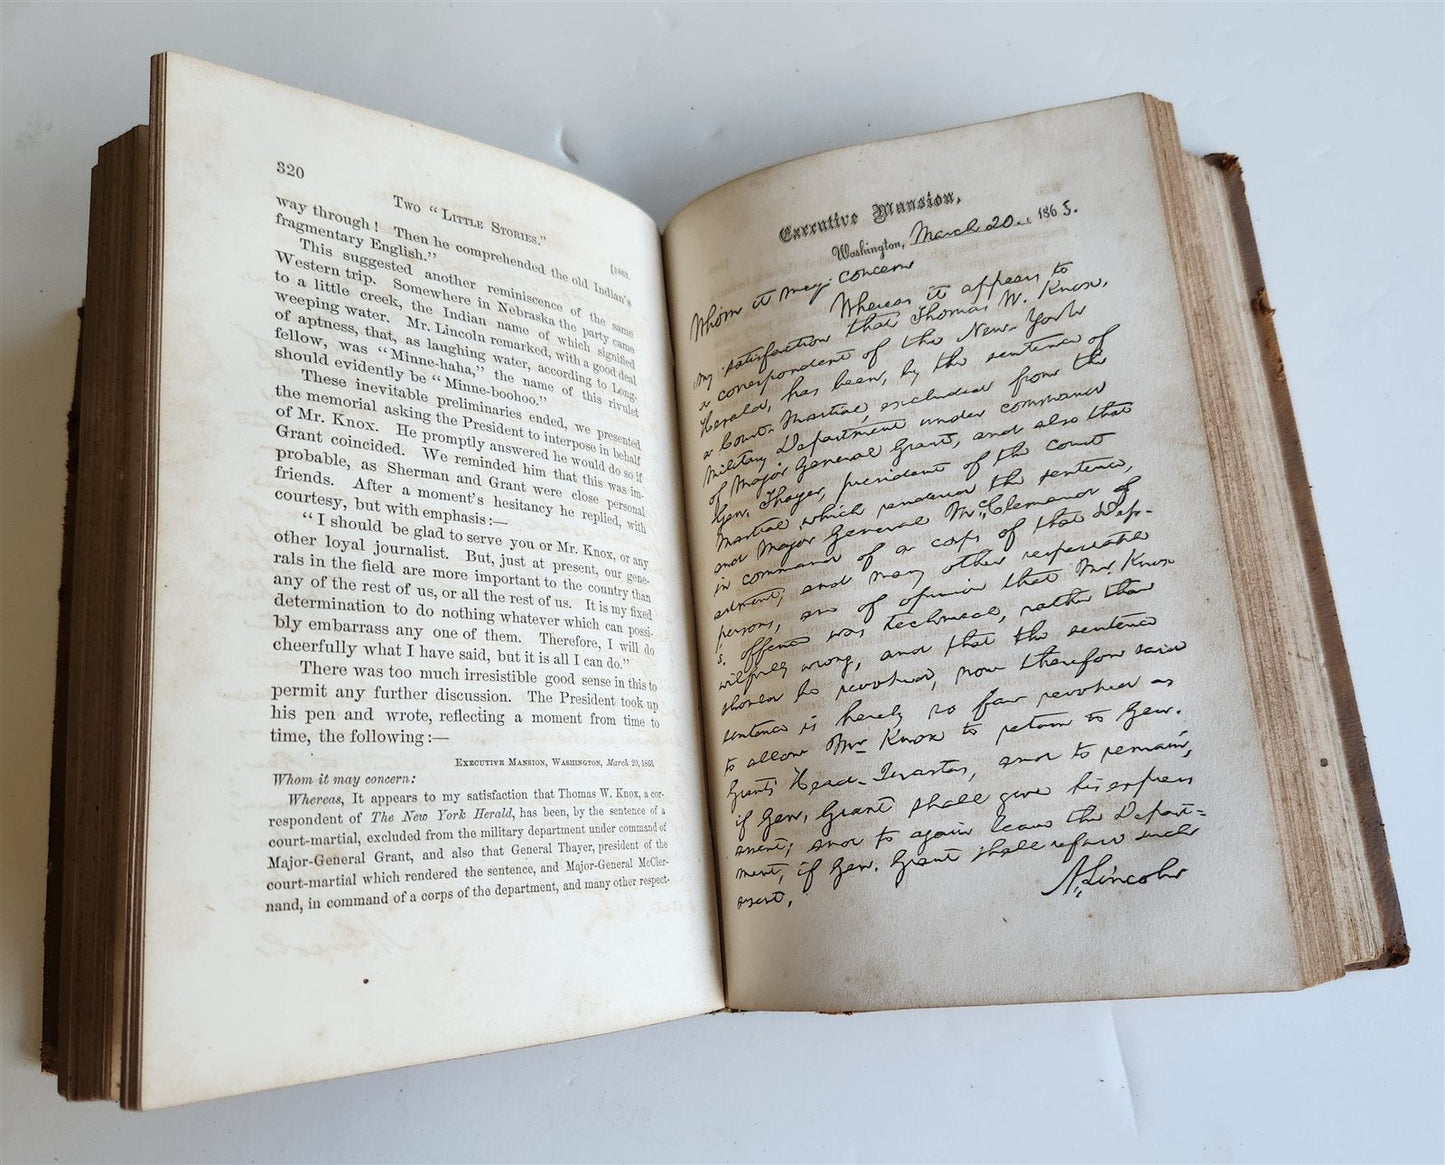 320
Two “Little Stories.”
[1863.
way through! Then he comprehended the old Indian's
fragmentary English.”
This suggested another reminiscence of the same
Western trip. Somewhere in Nebraska the party came
to a little creek, the Indian name of which signified
weeping water. Mr. Lincoln remarked, with a good deal
of aptness, that, as laughing water, according to Long-
fellow, was “Minne-haha,” the name of this rivulet
should evidently be “Minne-boohoo.”
These inevitable preliminaries ended, we presented
the memorial asking the President to interpose in behalf
of Mr. Knox. He promptly answered he would do so if
Grant coincided. We reminded him that this was im-
probable, as Sherman and Grant were close personal
friends. After a moment's hesitancy he replied, with
courtesy, but with emphasis:—
“I should be glad to serve you or Mr. Knox, or any
other loyal journalist. But, just at present, our gene-
rals in the field are more important to the country than
any of the rest of us, or all the rest of us. It is my fixed
determination to do nothing whatever which can possi-
bly embarrass any one of them. Therefore, I will do
cheerfully what I have said, but it is all I can do.”
There was too much irresistible good sense in this to
permit any further discussion. The President took up
his pen and wrote, reflecting a moment from time to
time, the following:—
Executive Mansion, Washington, March 20, 1863.
Whom it may concern:
Whereas, It appears to my satisfaction that Thomas W. Knox, a cor-
respondent of The New York Herald, has been, by the sentence of a
court-martial, excluded from the military department under command of
Major-General Grant, and also that General Thayer, president of the
court-martial which rendered the sentence, and Major-General McCler-
nand, in command of a corps of the department, and many other respect-
Executive Mansion,
Washington, March 20, 1863.
Whom it may concern
Whereas it appears to
my satisfaction that Thomas W. Knox,
a correspondent of the New-York
Herald, has been, by the sentence of
a Court-Martial, excluded from the
Military Department under command
of Major General Grant, and also that
Gen. Thayer, president of the Court
Martial which rendered the sentence,
and Major General McClernand, of
in command of a corps of that Dep-
artment, and many other respectable
persons, are of opinion that Mr Knox
's. offence was technical, rather than
wilfully wrong, and that the sentence
should be revoked, now therefore said
sentence is hereby so far revoked as
to allow Mr Knox to return to Gen.
Grant's Head-Quarters, and to remain,
if Gen. Grant shall give his express
assent; and to again leave the Depart-
ment, if Gen. Grant shall refuse such
assent.
A. Lincoln